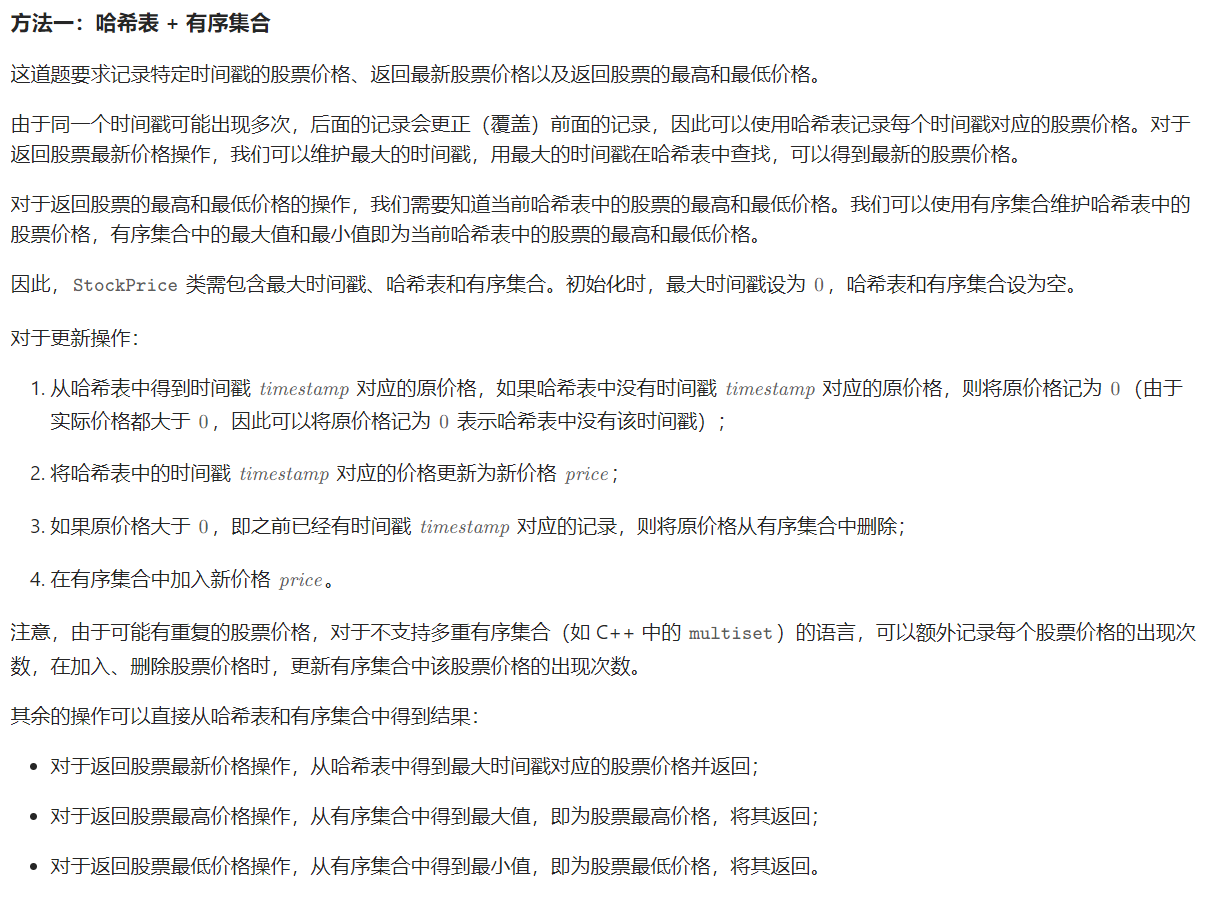 方法一：哈希表 + 有序集合
这道题要求记录特定时间戳的股票价格、返回最新股票价格以及返回股票的最高和最低价格。
由于同一个时间戳可能出现多次，后面的记录会更正（覆盖）前面的记录，因此可以使用哈希表记录每个时间戳对应的股票价格。对于
返回股票最新价格操作，我们可以维护最大的时间戳，用最大的时间戳在哈希表中查找，可以得到最新的股票价格。
对于返回股票的最高和最低价格的操作，我们需要知道当前哈希表中的股票的最高和最低价格。我们可以使用有序集合维护哈希表中的
股票价格，有序集合中的最大值和最小值即为当前哈希表中的股票的最高和最低价格。
因此， StockPrice 类需包含最大时间戳、哈希表和有序集合。初始化时，最大时间戳设为 0，哈希表和有序集合设为空。
对于更新操作：
1. 从哈希表中得到时间戳 timestamp 对应的原价格，如果哈希表中没有时间戳 timestamp 对应的原价格，则将原价格记为 0（由于
实际价格都大于 0，因此可以将原价格记为 0 表示哈希表中没有该时间戳）；
2. 将哈希表中的时间戳 timestamp 对应的价格更新为新价格 price；
3. 如果原价格大于 0，即之前已经有时间戳 timestamp 对应的记录，则将原价格从有序集合中删除；
4. 在有序集合中加入新价格 price。
注意，由于可能有重复的股票价格，对于不支持多重有序集合（如 C++ 中的 multiset）的语言，可以额外记录每个股票价格的出现次
数，在加入、删除股票价格时，更新有序集合中该股票价格的出现次数。
其余的操作可以直接从哈希表和有序集合中得到结果：
• 对于返回股票最新价格操作，从哈希表中得到最大时间戳对应的股票价格并返回；
• 对于返回股票最高价格操作，从有序集合中得到最大值，即为股票最高价格，将其返回；
• 对于返回股票最低价格操作，从有序集合中得到最小值，即为股票最低价格，将其返回。